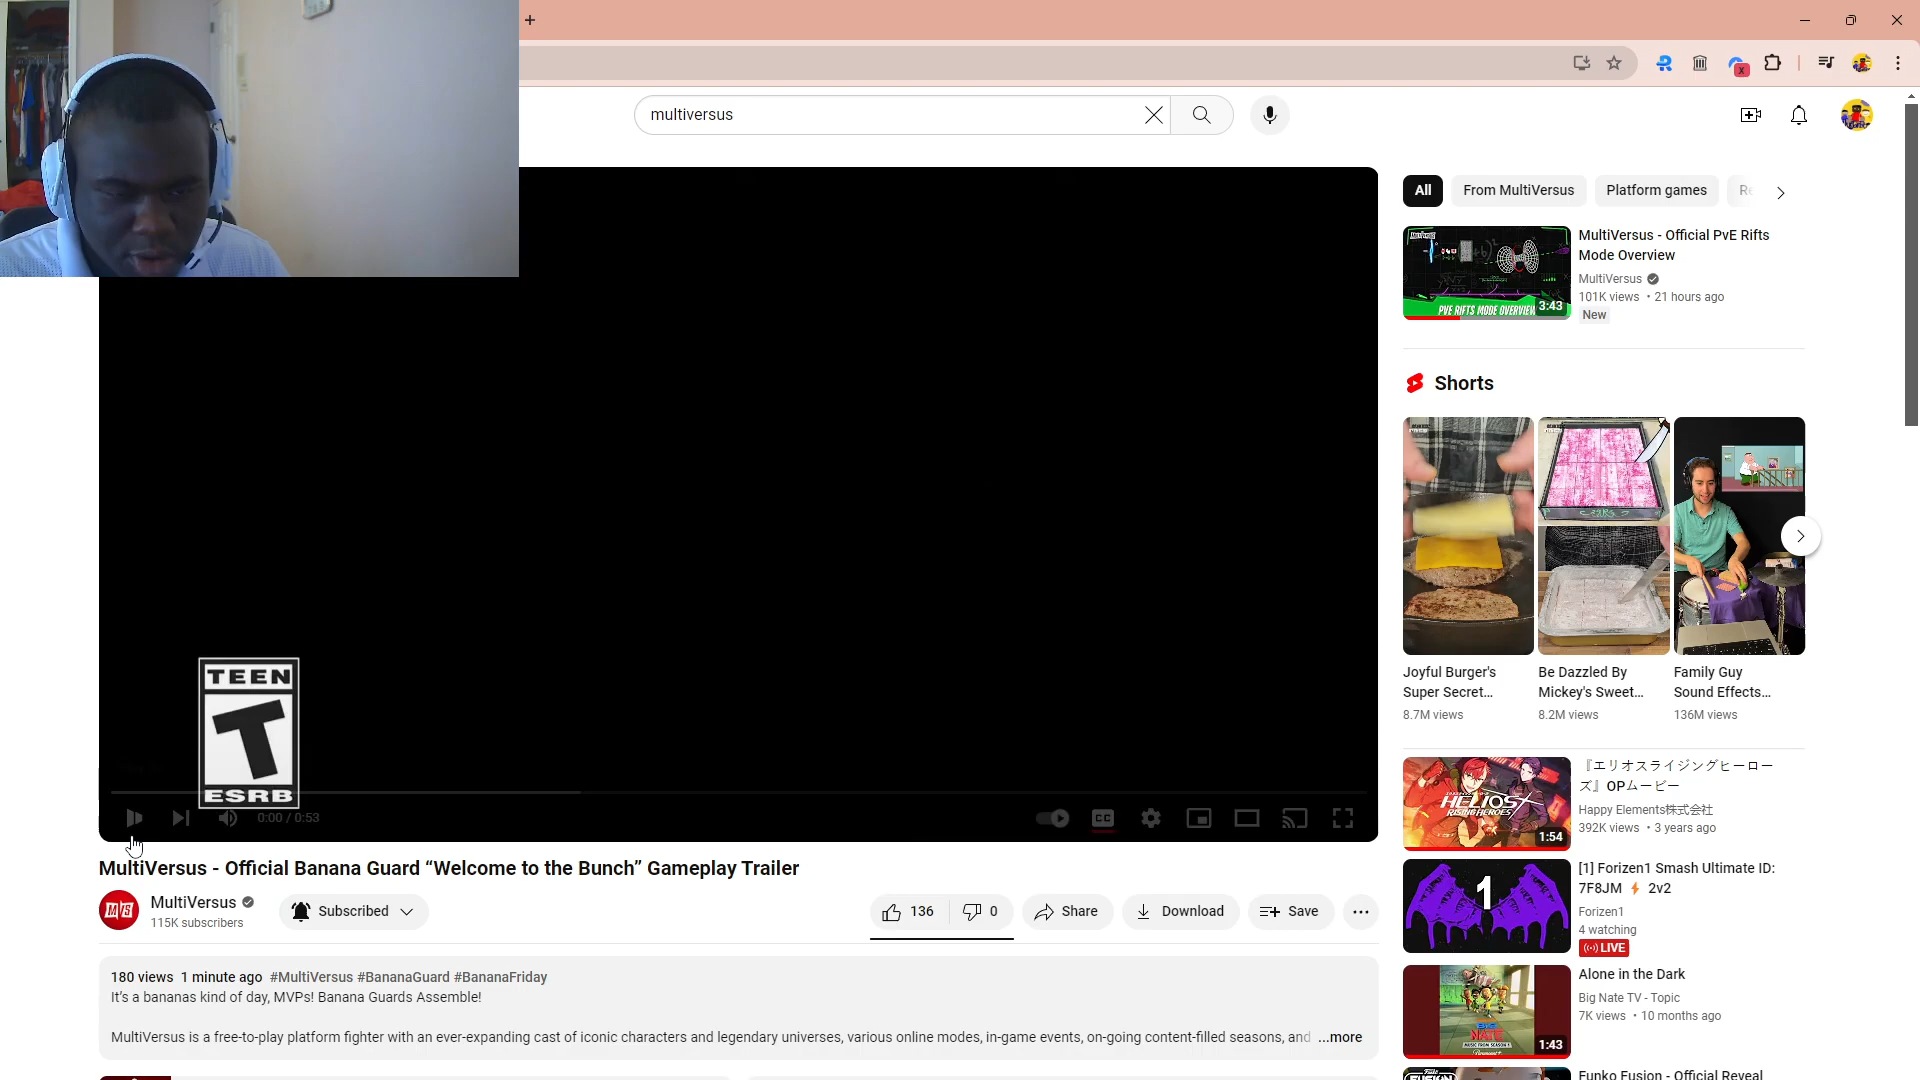 multiversus
TEEN
T
ESRB
0:00 / 0:53
CC
MultiVersus - Official Banana Guard “Welcome to the Bunch” Gameplay Trailer
MultiVersus
115K subscribers
Subscribed
136
0
Share
Download
Save
180 views 1 minute ago #MultiVersus #BananaGuard #BananaFriday
It's a bananas kind of day, MVPs! Banana Guards Assemble!
MultiVersus is a free-to-play platform fighter with an ever-expanding cast of iconic characters and legendary universes, various online modes, in-game events, on-going content-filled seasons, and ...more
All
From MultiVersus
Platform games
PVE RIFTS MODE OVERVIEW
3:43
MultiVersus - Official PvE Rifts
Mode Overview
MultiVersus
101K views • 21 hours ago
New
Shorts
Joyful Burger's
Super Secret...
8.7M views
Be Dazzled By
Mickey's Sweet...
8.2M views
Family Guy
Sound Effects...
136M views
HELIOS
RISING HEROES
1:54
『エリオスライジングヒーロー
ズ』OPムービー
Happy Elements株式会社
392K views • 3 years ago
1
[1] Forizen1 Smash Ultimate ID:
7F8JM ⚡ 2v2
Forizen1
4 watching
LIVE
BIG
NATE
1:43
Alone in the Dark
Big Nate TV - Topic
7K views • 10 months ago
Funko Fusion - Official Reveal